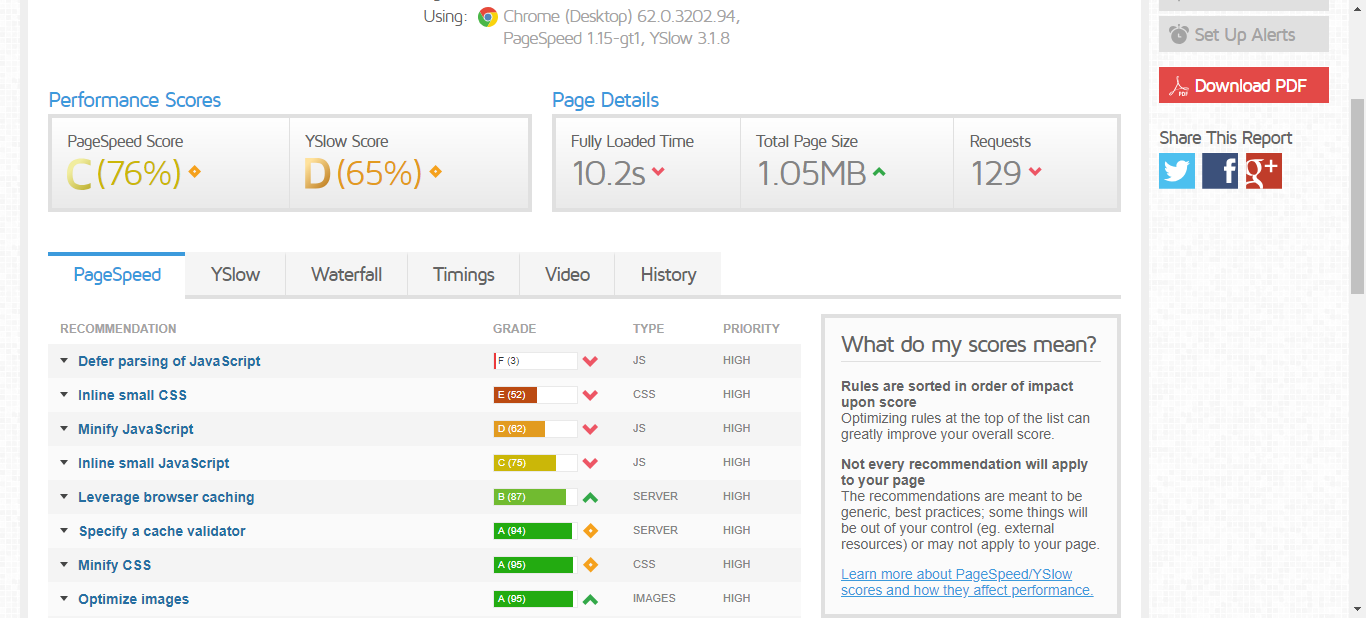 Using: Chrome (Desktop) 62.0.3202.94,
PageSpeed 1.15-gt1, YSlow 3.1.8
Performance Scores
PageSpeed Score
C (76%)
YSlow Score
D (65%)
Page Details
Fully Loaded Time
10.2s
Total Page Size
1.05MB
Requests
129
PageSpeed YSlow Waterfall Timings Video History
RECOMMENDATION GRADE TYPE PRIORITY
Defer parsing of JavaScript F (3) JS HIGH
Inline small CSS E (52) CSS HIGH
Minify JavaScript D (62) JS HIGH
Inline small JavaScript C (75) JS HIGH
Leverage browser caching B (87) SERVER HIGH
Specify a cache validator A (94) SERVER HIGH
Minify CSS A (95) CSS HIGH
Optimize images A (95) IMAGES HIGH
What do my scores mean?
Rules are sorted in order of impact
upon score
Optimizing rules at the top of the list can
greatly improve your overall score.
Not every recommendation will apply
to your page
The recommendations are meant to be
generic, best practices; some things will
be out of your control (eg. external
resources) or may not apply to your page.
Learn more about PageSpeed/YSlow
scores and how they affect performance.
Set Up Alerts
PDF
Download PDF
Share This Report
f
g+